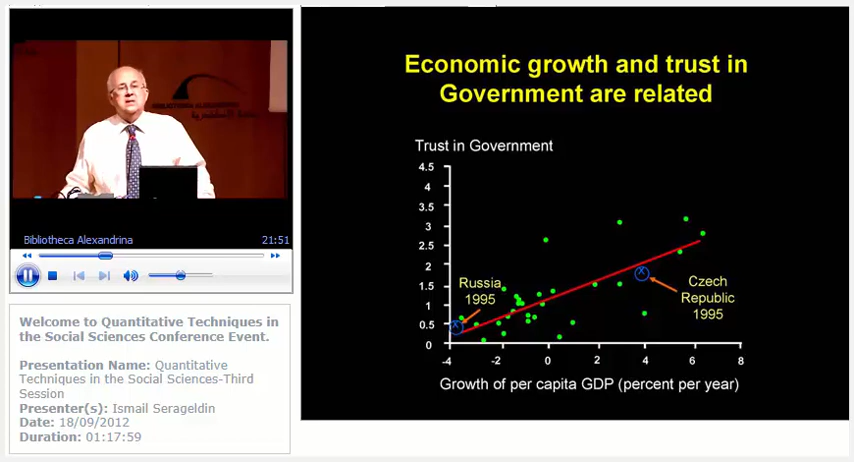 BIBLIOTHECA ALEXANDRINA
Bibliotheca Alexandrina 21:51
Welcome to Quantitative Techniques in
the Social Sciences Conference Event.
Presentation Name: Quantitative
Techniques in the Social Sciences-Third
Session
Presenter(s): Ismail Serageldin
Date: 18/09/2012
Duration: 01:17:59
Economic growth and trust in
Government are related
Trust in Government
4.5
4
3.5
3
2.5
2
1.5
1
0.5
0
-4 -2 0 2 4 6 8
Russia
1995
X
X
Czech
Republic
1995
Growth of per capita GDP (percent per year)